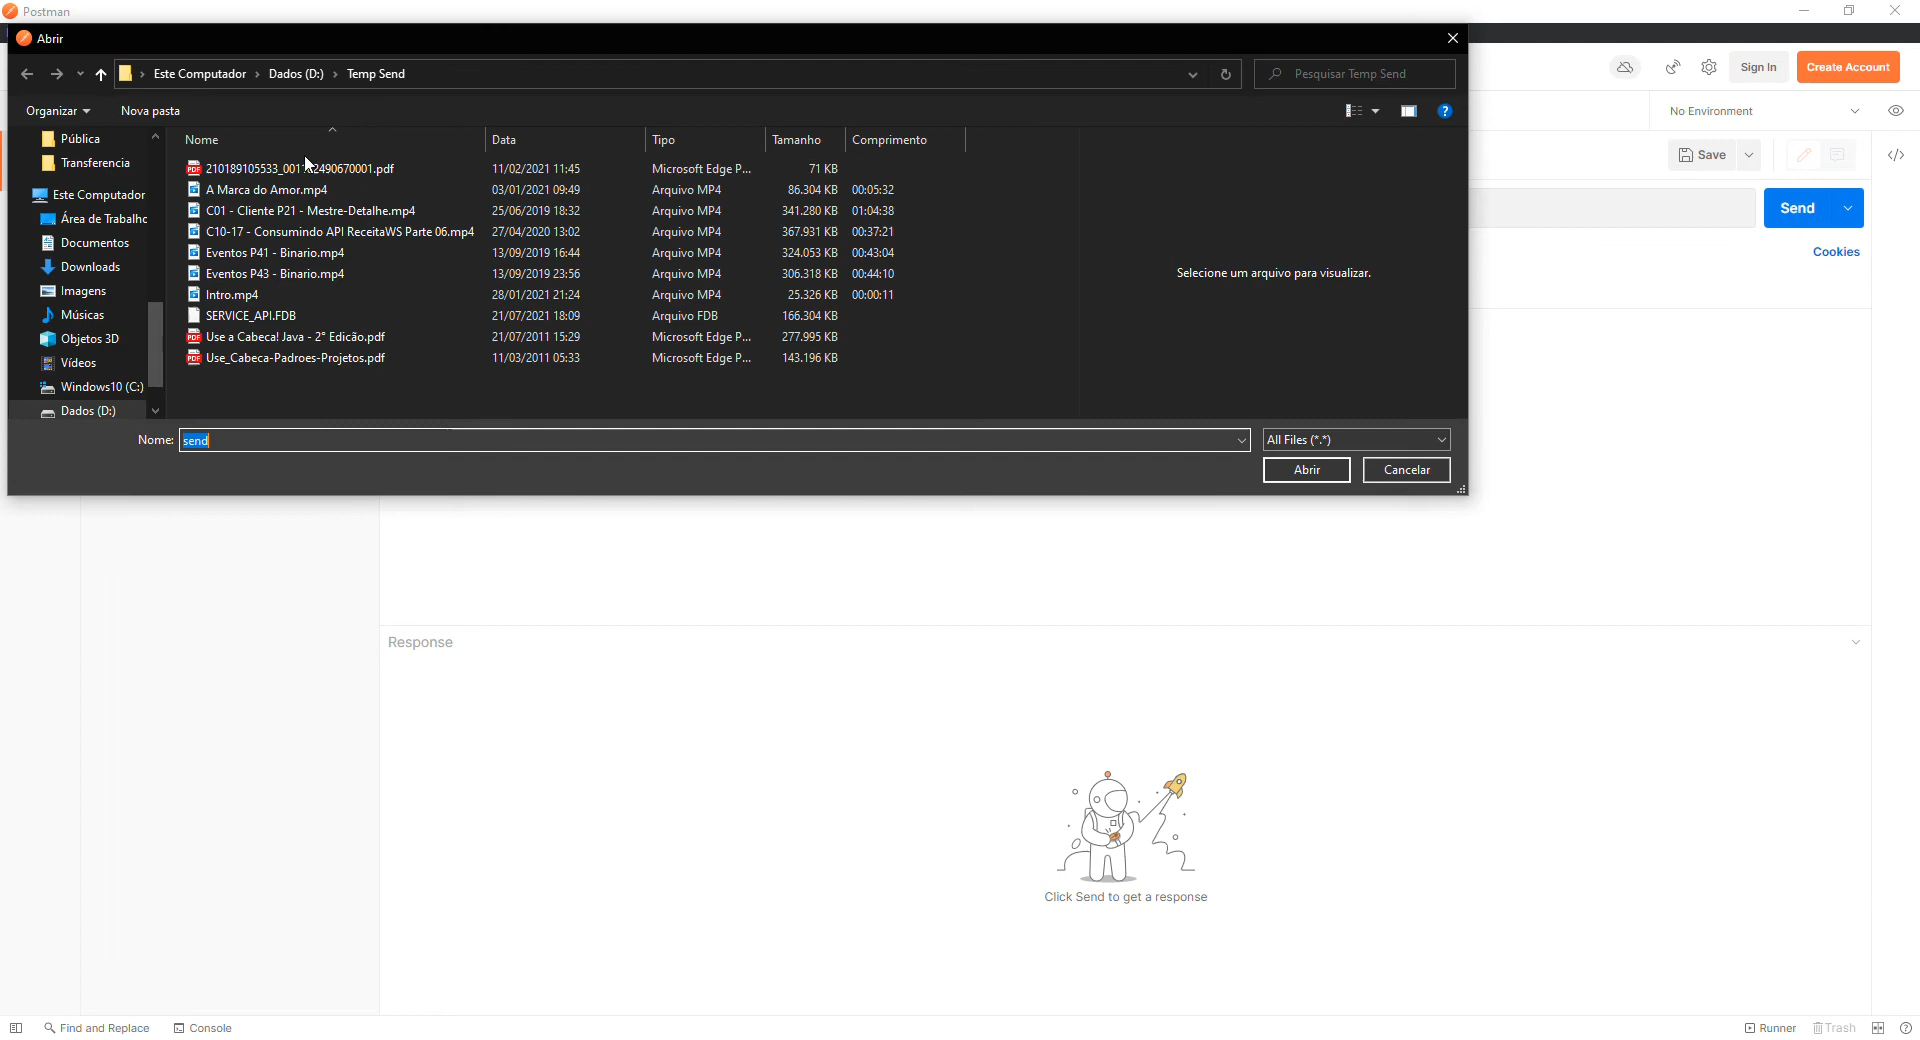 Postman
Abrir
Este Computador > Dados (D:) > Temp Send
Pesquisar Temp Send
Sign In
Create Account
Organizar
Nova pasta
No Environment
Pública
Transferencia
Este Computador
Área de Trabalho
Documentos
Downloads
Imagens
Músicas
Objetos 3D
Vídeos
Windows10 (C:)
Dados (D:)
Nome Data Tipo Tamanho Comprimento
11/02/2021 11:45 Microsoft Edge P... 71 KB
A Marca do Amor.mp4 03/01/2021 09:49 Arquivo MP4 86.304 KB 00:05:32
C01 - Cliente P21 - Mestre-Detalhe.mp4 25/06/2019 18:32 Arquivo MP4 341.280 KB 01:04:38
C10-17 - Consumindo API ReceitaWS Parte 06.mp4 27/04/2020 13:02 Arquivo MP4 367.931 KB 00:37:21
Eventos P41 - Binario.mp4 13/09/2019 16:44 Arquivo MP4 324.053 KB 00:43:04
Eventos P43 - Binario.mp4 13/09/2019 23:56 Arquivo MP4 306.318 KB 00:44:10
Intro.mp4 28/01/2021 21:24 Arquivo MP4 25.326 KB 00:00:11
SERVICE_API.FDB 21/07/2021 18:09 Arquivo FDB 166.304 KB
Use a Cabeca! Java - 2ª Edicão.pdf 21/07/2011 15:29 Microsoft Edge P... 277.995 KB
Use_Cabeca-Padroes-Projetos.pdf 11/03/2011 05:33 Microsoft Edge P... 143.196 KB
Selecione um arquivo para visualizar.
Save
Send
Cookies
Nome: send
All Files (*.*)
Abrir
Cancelar
Response
Click Send to get a response
Find and Replace
Console
Runner
Trash